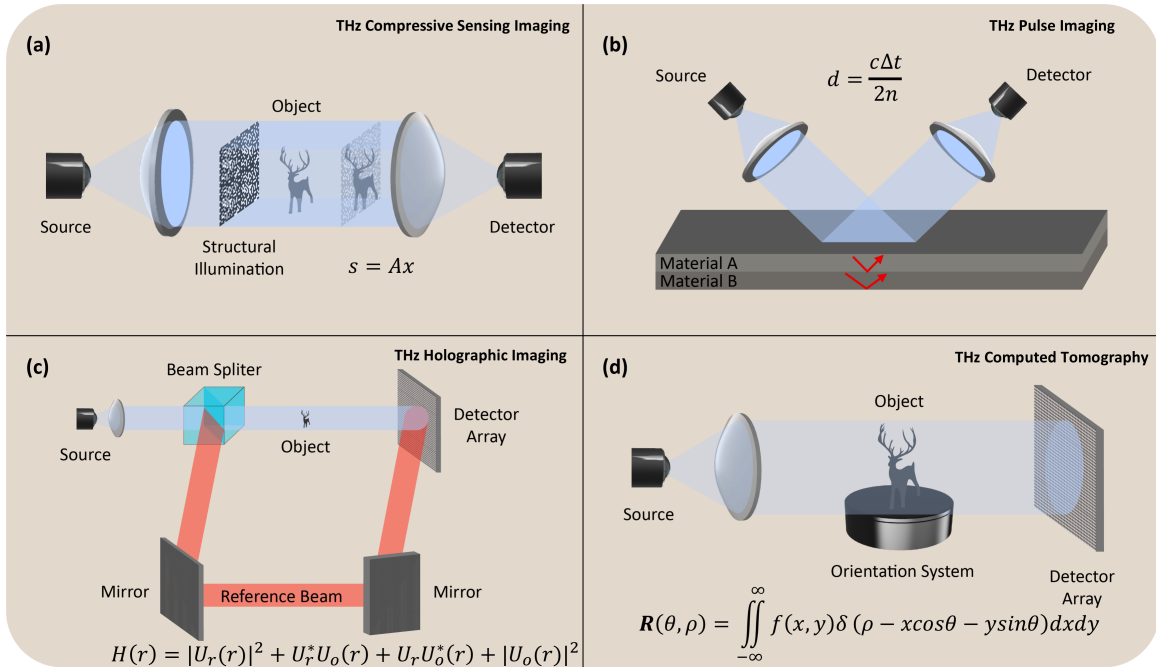 (a)
THz Compressive Sensing Imaging
Object
Source
Detector
Structural
Illumination
s = Ax
(b)
THz Pulse Imaging
Source
d = cΔt / 2n
Detector
Material A
Material B
(c)
THz Holographic Imaging
Beam Spliter
Source
Object
Detector
Array
Mirror
Reference Beam
Mirror
H(r) = |U_r(r)|² + U_r^*U_o(r) + U_rU_o^*(r) + |U_o(r)|²
(d)
THz Computed Tomography
Object
Source
Orientation System
Detector
Array
R(θ, ρ) = ∬_{-∞}^{∞} f(x, y)δ (ρ − xcosθ − ysinθ)dxdy